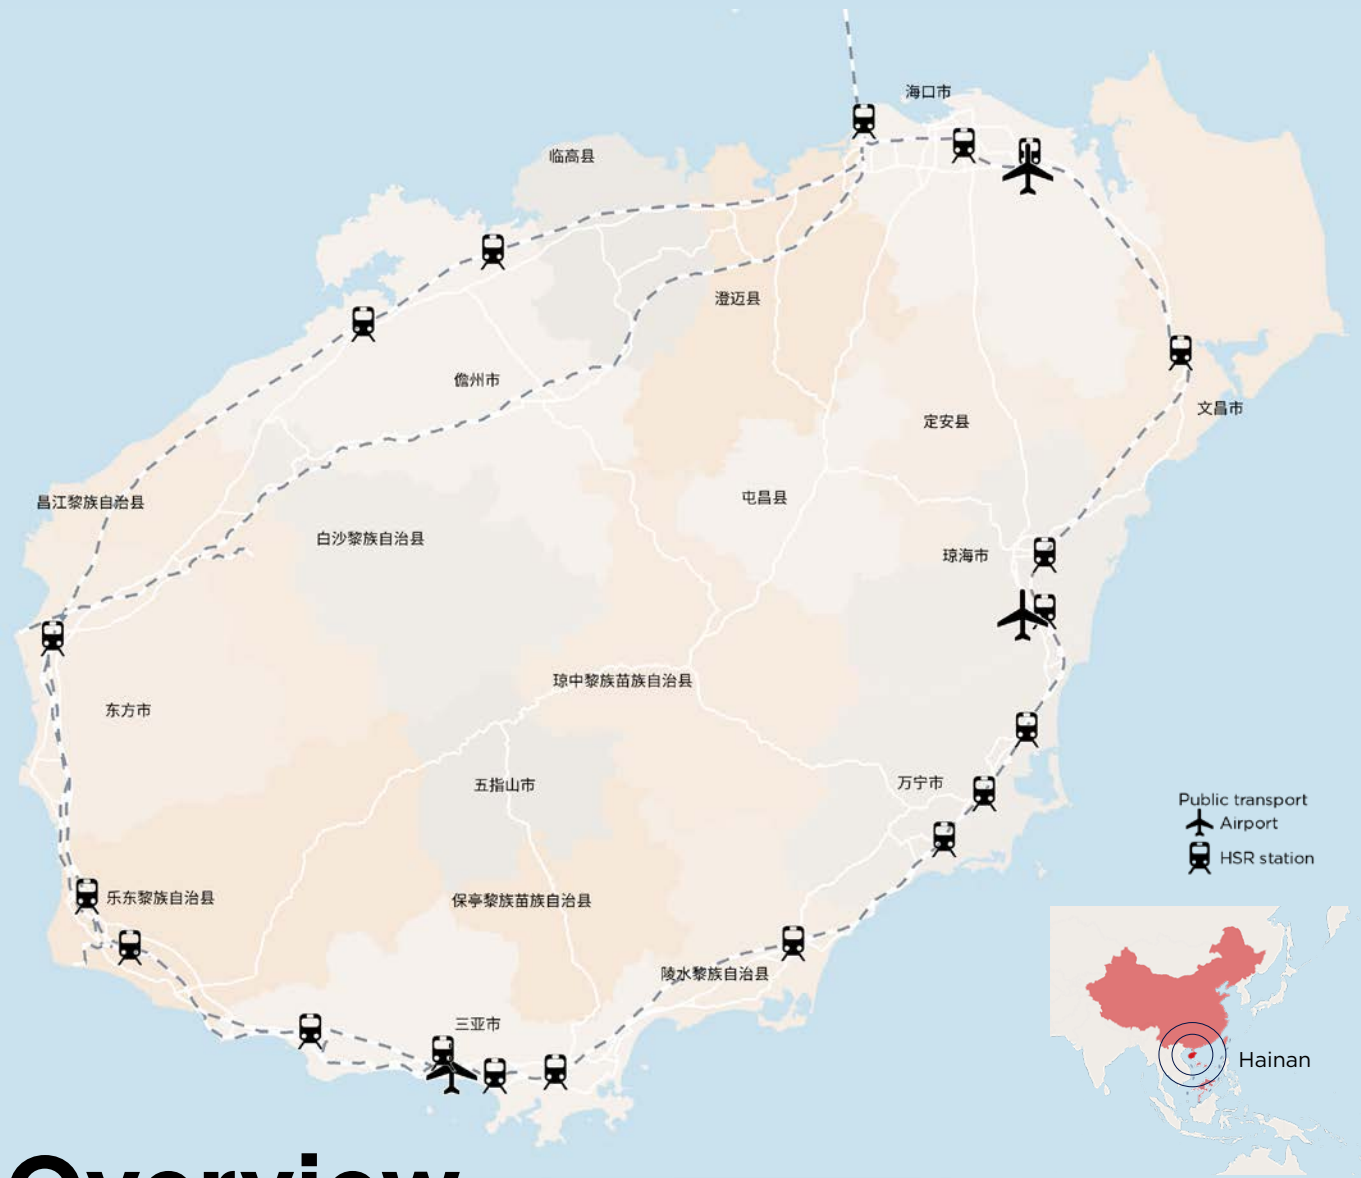 海口市
临高县
澄迈县
儋州市
文昌市
定安县
昌江黎族自治县
屯昌县
白沙黎族自治县
琼海市
琼中黎族苗族自治县
东方市
万宁市
五指山市
Public transport
Airport
HSR station
乐东黎族自治县
保亭黎族苗族自治县
陵水黎族自治县
三亚市
Hainan
Overview